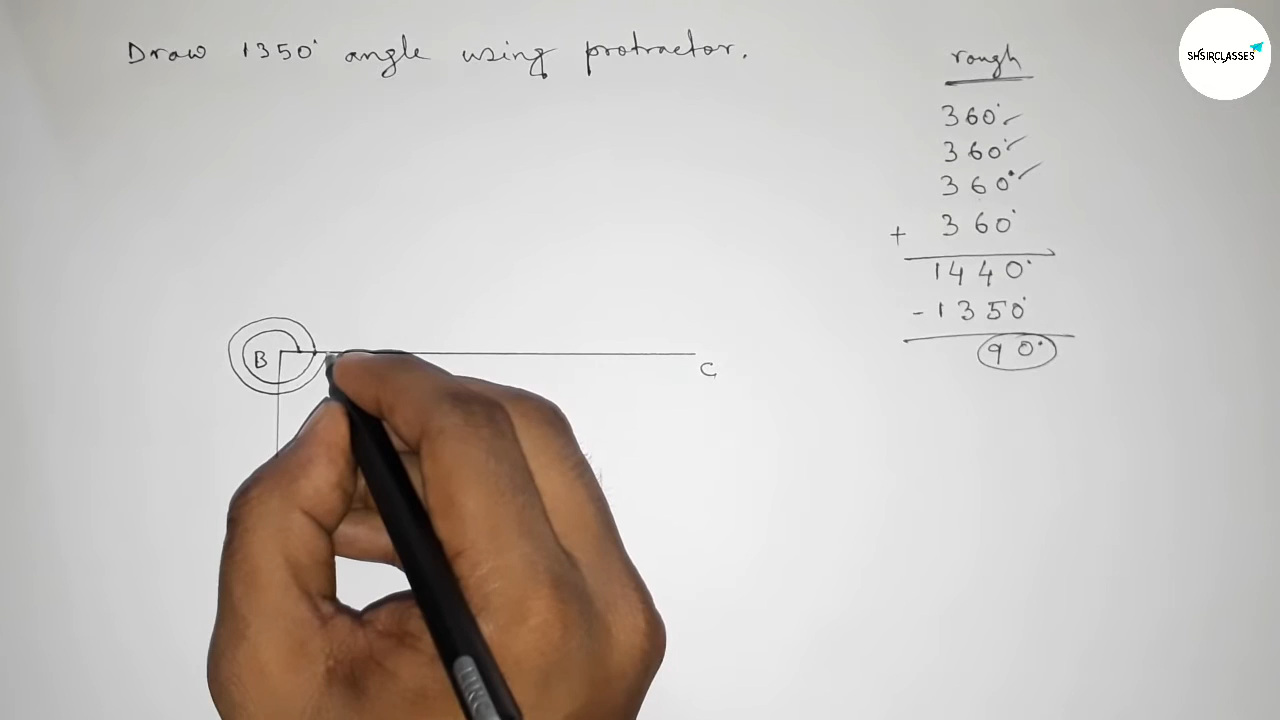 Draw 1350° angle using protractor.
SHSIRCLASSES
rough
360°
360°
360°
+ 360°
1440°
- 1350°
90°
B
C